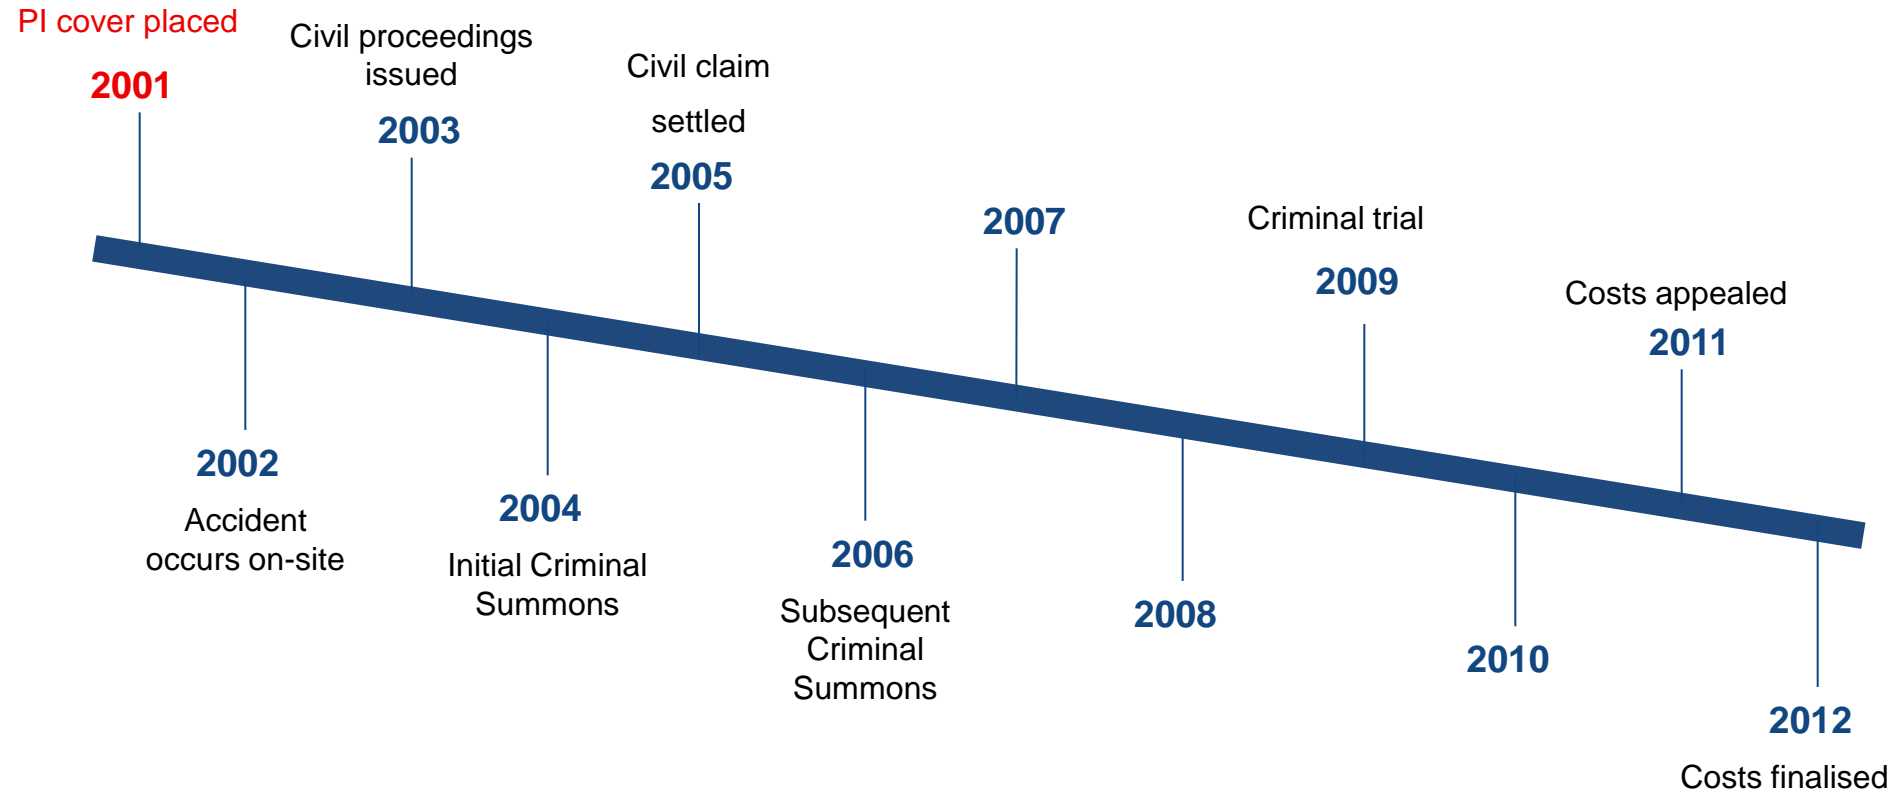 PI cover placed
2001
Civil proceedings
issued
2003
Civil claim
settled
2005
2007
Criminal trial
2009
Costs appealed
2011
2002
Accident
occurs on-site
2004
Initial Criminal
Summons
2006
Subsequent
Criminal
Summons
2008
2010
2012
Costs finalised